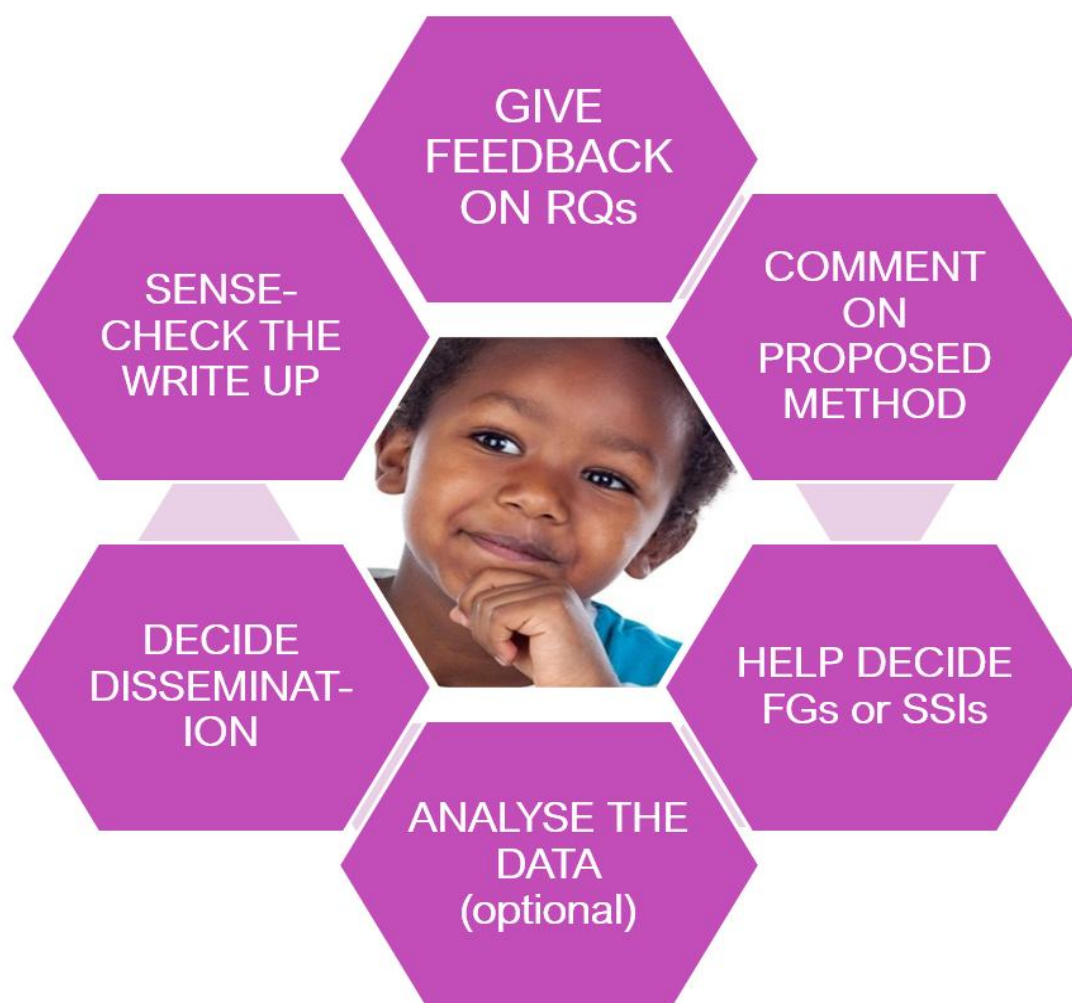 GIVE
FEEDBACK
ON RQs
COMMENT
ON
PROPOSED
METHOD
HELP DECIDE
FGs or SSIs
ANALYSE THE
DATA
(optional)
DECIDE
DISSEMINAT-
ION
SENSE-
CHECK THE
WRITE UP